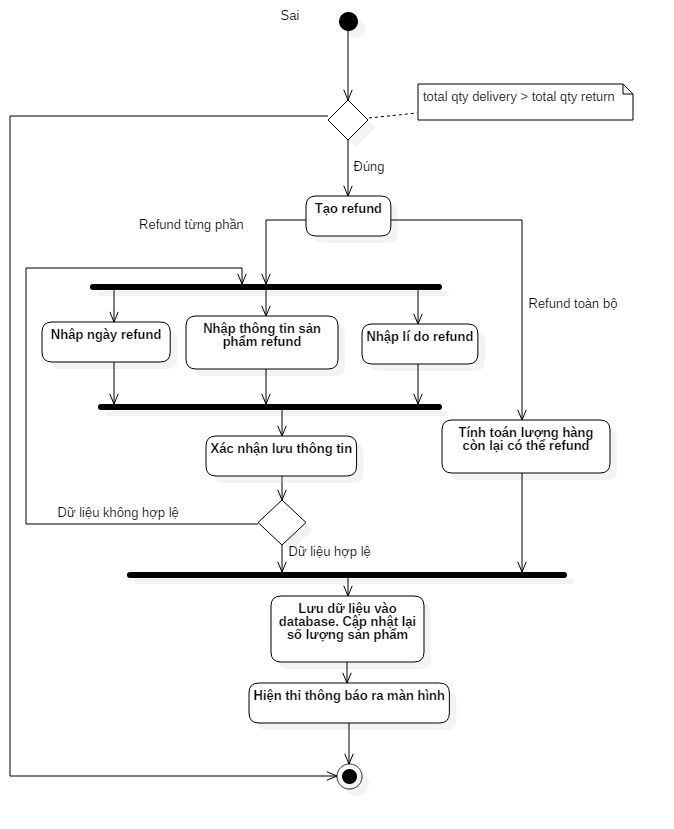 Sai
total qty delivery > total qty return
Đúng
Tạo refund
Refund từng phần
Refund toàn bộ
Nhâp ngày refund
Nhập thông tin sản
phẩm refund
Nhập lí do refund
Tính toán lượng hàng
còn lại có thể refund
Xác nhận lưu thông tin
Dữ liệu không hợp lệ
Dữ liệu hợp lệ
Lưu dữ liệu vào
database. Cập nhật lại
số lượng sản phẩm
Hiện thỉ thông báo ra màn hình